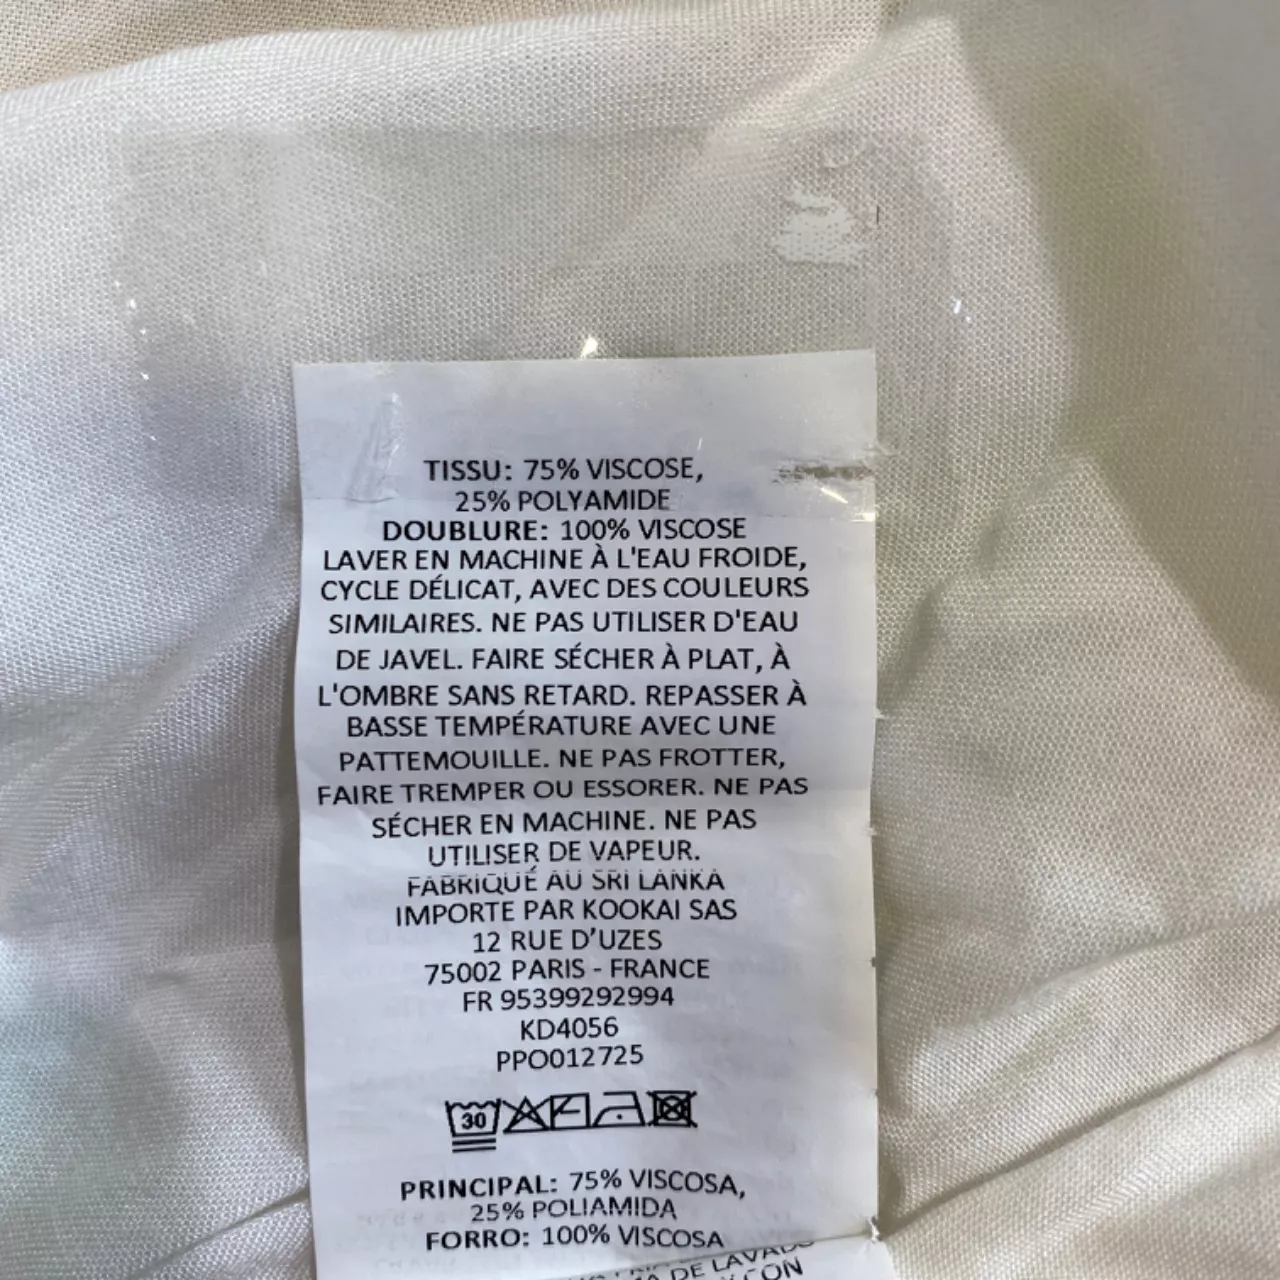 TISSU: 75% VISCOSE,
25% POLYAMIDE
DOUBLURE: 100% VISCOSE
LAVER EN MACHINE À L'EAU FROIDE,
CYCLE DÉLICAT, AVEC DES COULEURS
SIMILAIRES. NE PAS UTILISER D'EAU
DE JAVEL. FAIRE SÉCHER À PLAT, À
L'OMBRE SANS RETARD. REPASSER À
BASSE TEMPÉRATURE AVEC UNE
PATTEMOUILLE. NE PAS FROTTER,
FAIRE TREMPER OU ESSORER. NE PAS
SÉCHER EN MACHINE. NE PAS
UTILISER DE VAPEUR.
FABRIQUÉ AU SRI LANKA
IMPORTE PAR KOOKAI SAS
12 RUE D’UZES
75002 PARIS - FRANCE
FR 95399292994
KD4056
PPO012725
30
PRINCIPAL: 75% VISCOSA,
25% POLIAMIDA
FORRO: 100% VISCOSA
DE LAVADO
CON